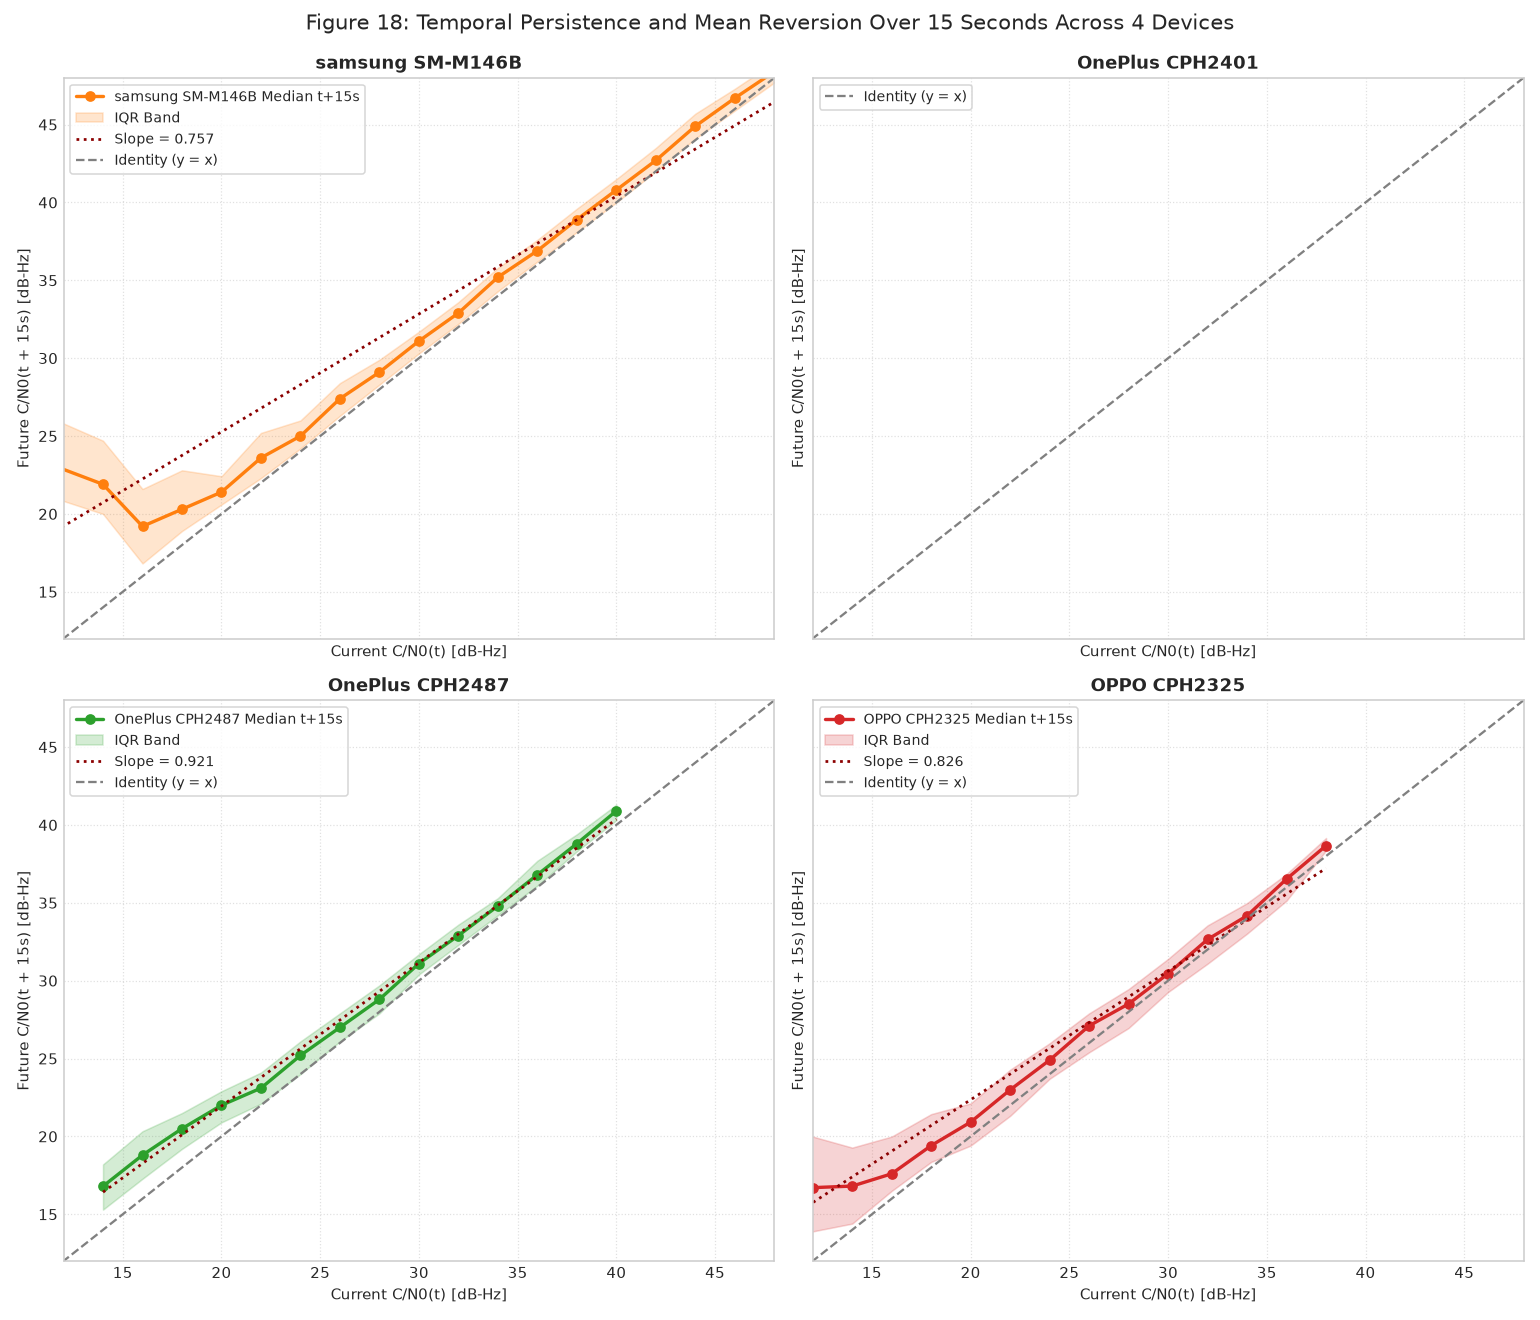 Figure 18: Temporal Persistence and Mean Reversion Over 15 Seconds Across 4 Devices
samsung SM-M146B
samsung SM-M146B Median t+15s
IQR Band
Slope = 0.757
Identity (y = x)
45
40
35
30
25
20
15
Future C/N0(t + 15s) [dB-Hz]
Current C/N0(t) [dB-Hz]
OnePlus CPH2401
Identity (y = x)
Future C/N0(t + 15s) [dB-Hz]
Current C/N0(t) [dB-Hz]
OnePlus CPH2487
OnePlus CPH2487 Median t+15s
IQR Band
Slope = 0.921
Identity (y = x)
45
40
35
30
25
20
15
Future C/N0(t + 15s) [dB-Hz]
15 20 25 30 35 40 45
Current C/N0(t) [dB-Hz]
OPPO CPH2325
OPPO CPH2325 Median t+15s
IQR Band
Slope = 0.826
Identity (y = x)
Future C/N0(t + 15s) [dB-Hz]
15 20 25 30 35 40 45
Current C/N0(t) [dB-Hz]